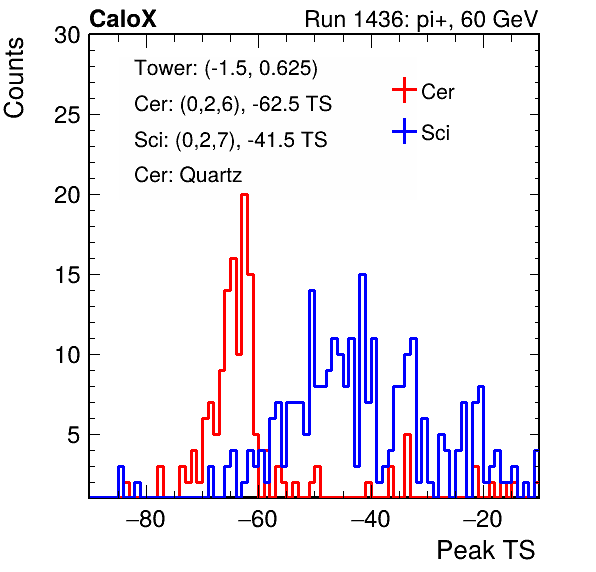 CaloX Run 1436: pi+, 60 GeV
Counts
30
25
20
15
10
5
Tower: (-1.5, 0.625)
Cer: (0,2,6), -62.5 TS
Sci: (0,2,7), -41.5 TS
Cer: Quartz
Cer
Sci
−80 −60 −40 −20
Peak TS